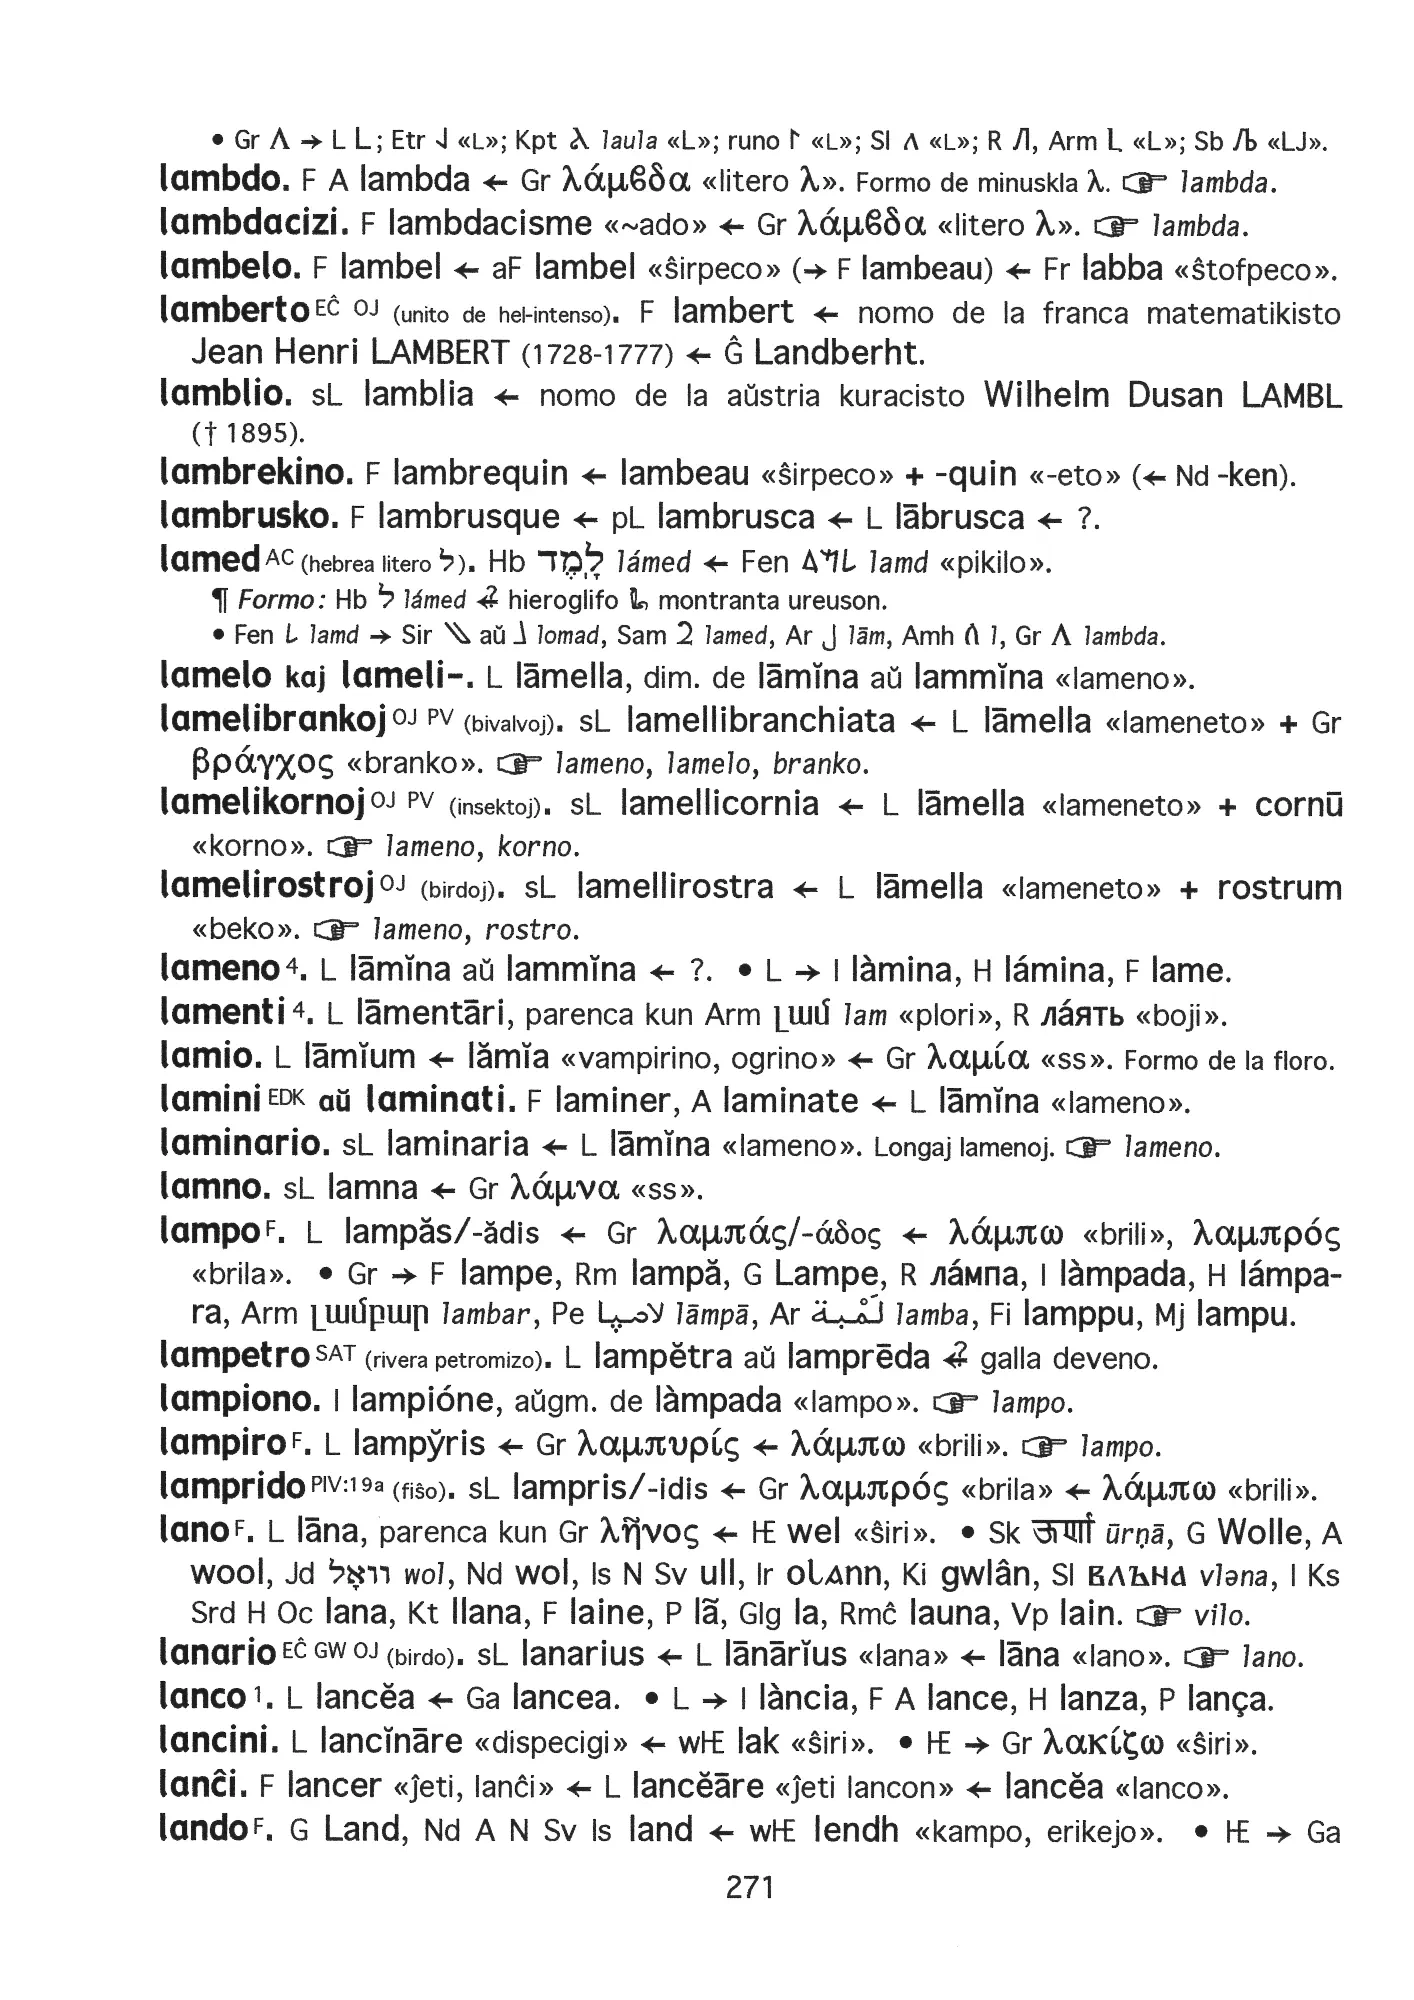 • Gr Λ → L L; Etr 𐌋 «L»; Kpt ⲗ laula «L»; runo ᛚ «L»; Sl л «L»; R Л, Arm Լ «L»; Sb Љ «LJ».
lambdo. F A lambda ← Gr λάμϐδα «litero λ». Formo de minuskla λ. ☞ lambda.
lambdacizi. F lambdacisme «~ado» ← Gr λάμϐδα «litero λ». ☞ lambda.
lambelo. F lambel ← aF lambel «ŝirpeco» (→ F lambeau) ← Fr labba «ŝtofpeco».
lamberto EĈ OJ (unito de hel-intenso). F lambert ← nomo de la franca matematikisto
Jean Henri LAMBERT (1728-1777) ← Ĝ Landberht.
lamblio. sL lamblia ← nomo de la aŭstria kuracisto Wilhelm Dusan LAMBL
(† 1895).
lambrekino. F lambrequin ← lambeau «ŝirpeco» + -quin «-eto» (← Nd -ken).
lambrusko. F lambrusque ← pL lambrusca ← L lābrusca ← ?.
lamed AC (hebrea litero ל). Hb לָמֶד lámed ← Fen 𐤃𐤌𐤋 lamd «pikilo».
¶ Formo: Hb ל lámed ⥶? hieroglifo montranta ureuson.
• Fen 𐤋 lamd → Sir ܠ aŭ lomad, Sam 2 lamed, Ar ل lām, Amh ለ l, Gr Λ lambda.
lamelo kaj lameli-. L lāmella, dim. de lāmĭna aŭ lammĭna «lameno».
lamelibrankoj OJ PV (bivalvoj). sL lamellibranchiata ← L lāmella «lameneto» + Gr
βράγχος «branko». ☞ lameno, lamelo, branko.
lamelikornoj OJ PV (insektoj). sL lamellicornia ← L lāmella «lameneto» + cornū
«korno». ☞ lameno, korno.
lamelirostroj OJ (birdoj). sL lamellirostra ← L lāmella «lameneto» + rostrum
«beko». ☞ lameno, rostro.
lameno 4. L lāmĭna aŭ lammĭna ← ?. • L → I làmina, H lámina, F lame.
lamenti 4. L lāmentāri, parenca kun Arm լամ lam «plori», R ла́ять «boji».
lamio. L lāmĭum ← lămĭa «vampirino, ogrino» ← Gr λαμία «ss». Formo de la floro.
lamini EDK aŭ laminati. F laminer, A laminate ← L lāmĭna «lameno».
laminario. sL laminaria ← L lāmĭna «lameno». Longaj lamenoj. ☞ lameno.
lamno. sL lamna ← Gr λάμνα «ss».
lampo F. L lampăs/-ădis ← Gr λαμπάς/-άδος ← λάμπω «brili», λαμπρός
«brila». • Gr → F lampe, Rm lampă, G Lampe, R ла́мпа, I làmpada, H lámpa-
ra, Arm լամբար lambar, Pe لامپا lāmpā, Ar لَمْبة lamba, Fi lamppu, Mj lampu.
lampetro SAT (rivera petromizo). L lampĕtra aŭ lamprēda ⥶? galla deveno.
lampiono. I lampióne, aŭgm. de làmpada «lampo». ☞ lampo.
lampiro F. L lampy̆ris ← Gr λαμπυρίς ← λάμπω «brili». ☞ lampo.
lamprido PIV:19a (fiŝo). sL lampris/-idis ← Gr λαμπρός «brila» ← λάμπω «brili».
lano F. L lāna, parenca kun Gr λῆνος ← IE wel «ŝiri». • Sk ऊर्णा ūrṇā, G Wolle, A
wool, Jd וואָל wol, Nd wol, Is N Sv ull, Ir olann, Ki gwlân, Sl влъна vləna, I Ks
Srd H Oc lana, Kt llana, F laine, P lã, Glg la, Rmĉ launa, Vp lain. ☞ vilo.
lanario EĈ GW OJ (birdo). sL lanarius ← L lānārĭus «lana» ← lāna «lano». ☞ lano.
lanco 1. L lancĕa ← Ga lancea. • L → I lància, F A lance, H lanza, P lança.
lancini. L lancĭnāre «dispecigi» ← wIE lak «ŝiri». • IE → Gr λακίζω «ŝiri».
lanĉi. F lancer «ĵeti, lanĉi» ← L lancĕāre «ĵeti lancon» ← lancĕa «lanco».
lando F. G Land, Nd A N Sv Is land ← wIE lendh «kampo, erikejo». • IE → Ga
271